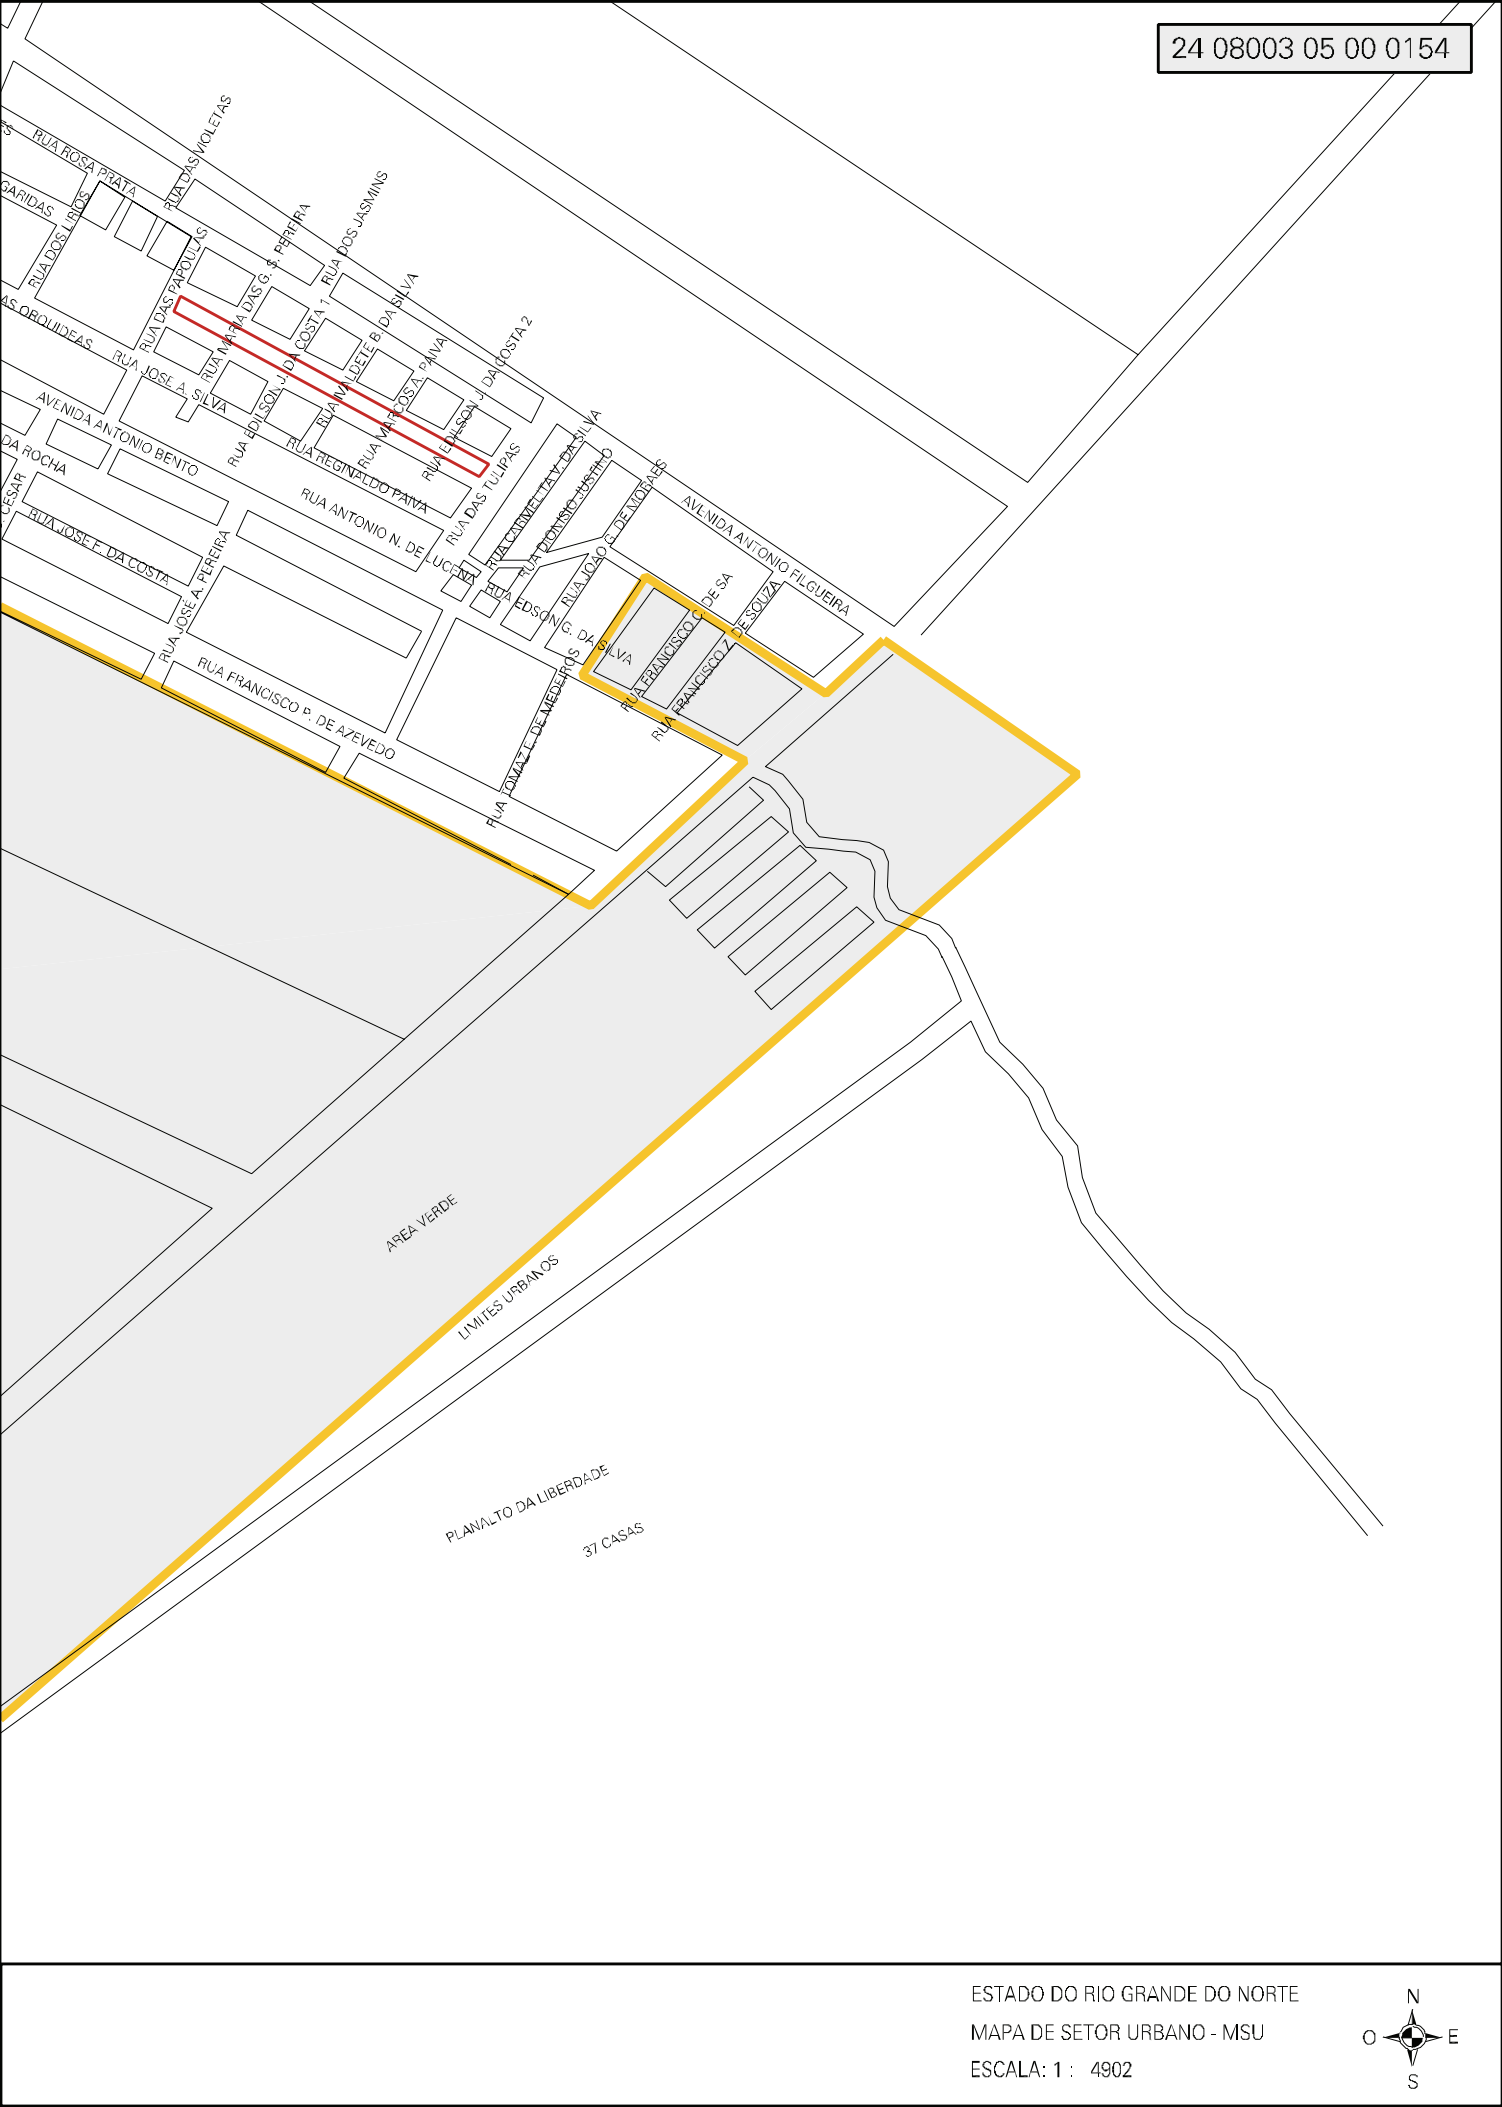 24 08003 05 00 0154
RUA ROSA PRATA
RUA DAS VIOLETAS
RUA DOS LIRIOS
RUA DAS PAPOULAS
RUA MARIA DAS G. S. PEREIRA
RUA DOS JASMINS
RUA EDILSON J. DA COSTA 1
RUA IVALDETE B. DA SILVA
RUA MARCOS A. PAIVA
RUA EDILSON J. DA COSTA 2
GARIDAS
AS ORQUIDEAS
RUA JOSE A. SILVA
AVENIDA ANTONIO BENTO
RUA REGINALDO PAIVA
RUA DAS TULIPAS
RUA CARMELITA V. DA SILVA
RUA DIONISIO JUSTINO
RUA JOAO G. DE MORAES
AVENIDA ANTONIO FILGUEIRA
DA ROCHA
CESAR
RUA JOSE F. DA COSTA
RUA ANTONIO N. DE LUCENA
RUA JOSÉ A. PEREIRA
RUA EDSON G. DA SILVA
RUA FRANCISCO C. DE SA
RUA FRANCISCO Z. DE SOUZA
RUA FRANCISCO P. DE AZEVEDO
RUA TOMAZ L. DE MEDEIROS
AREA VERDE
LIMITES URBANOS
PLANALTO DA LIBERDADE
37 CASAS
ESTADO DO RIO GRANDE DO NORTE
MAPA DE SETOR URBANO - MSU
ESCALA: 1 : 4902
N
O E
S